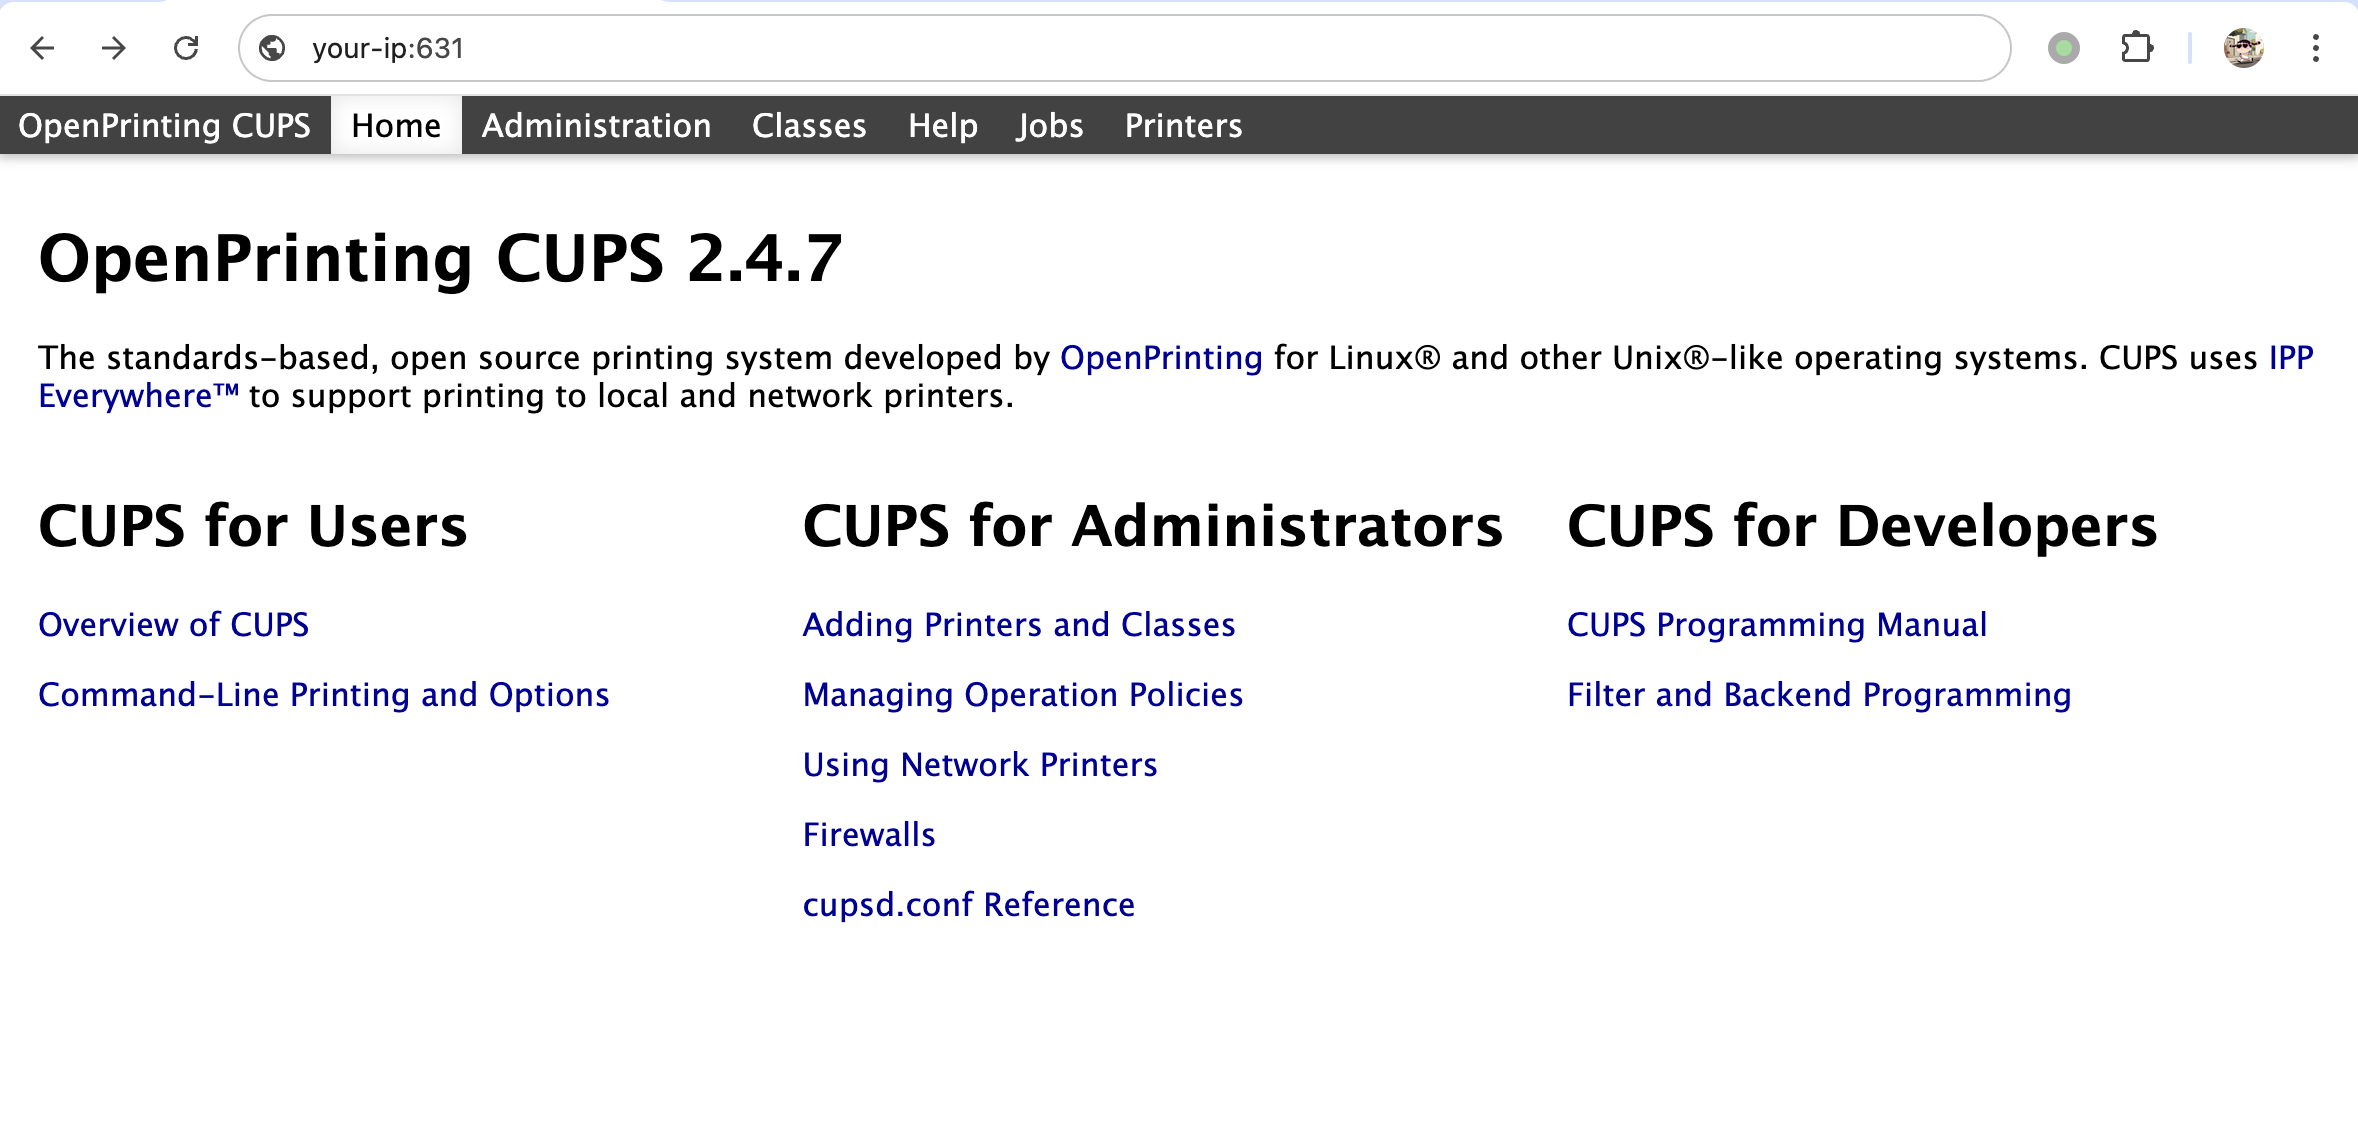 your-ip:631
OpenPrinting CUPS Home Administration Classes Help Jobs Printers
OpenPrinting CUPS 2.4.7
The standards-based, open source printing system developed by OpenPrinting for Linux® and other Unix®-like operating systems. CUPS uses IPP
Everywhere™ to support printing to local and network printers.
CUPS for Users
Overview of CUPS
Command-Line Printing and Options
CUPS for Administrators
Adding Printers and Classes
Managing Operation Policies
Using Network Printers
Firewalls
cupsd.conf Reference
CUPS for Developers
CUPS Programming Manual
Filter and Backend Programming